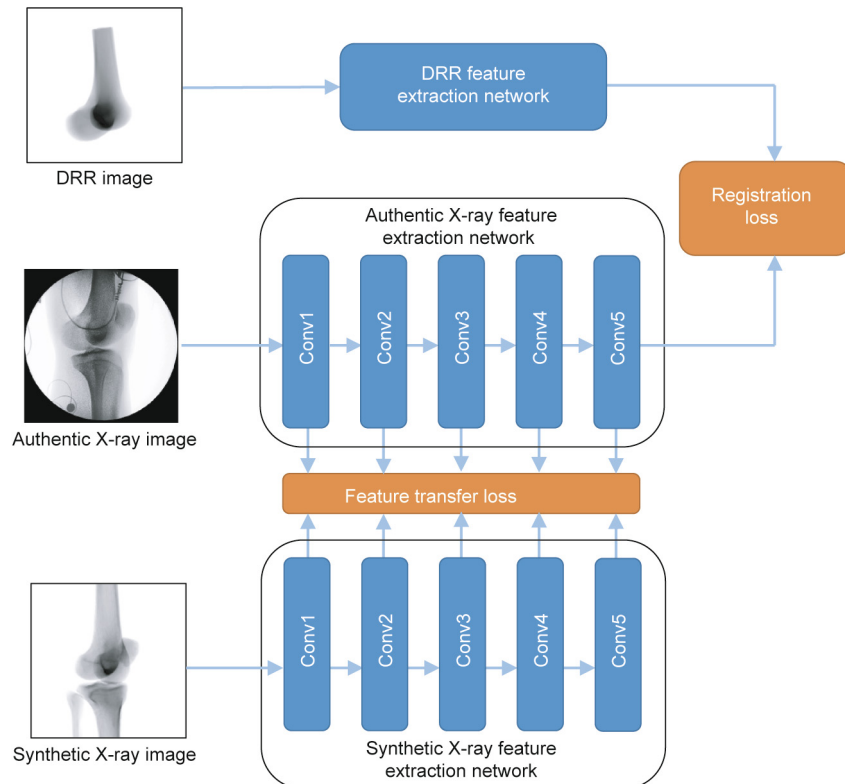 DRR feature
extraction network
DRR image
Registration
loss
Authentic X-ray feature
extraction network
Conv1
Conv2
Conv3
Conv4
Conv5
Authentic X-ray image
Feature transfer loss
Conv1
Conv2
Conv3
Conv4
Conv5
Synthetic X-ray image
Synthetic X-ray feature
extraction network